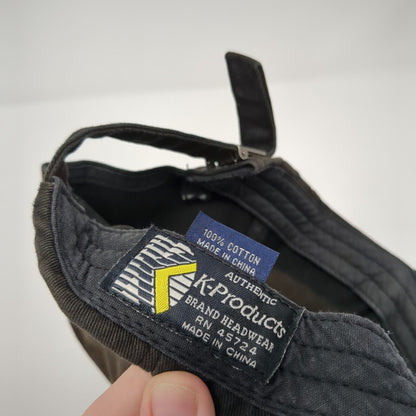 100% COTTON
MADE IN CHINA
AUTHENTIC
K-Products
BRAND HEADWEAR
RN 45724
MADE IN CHINA